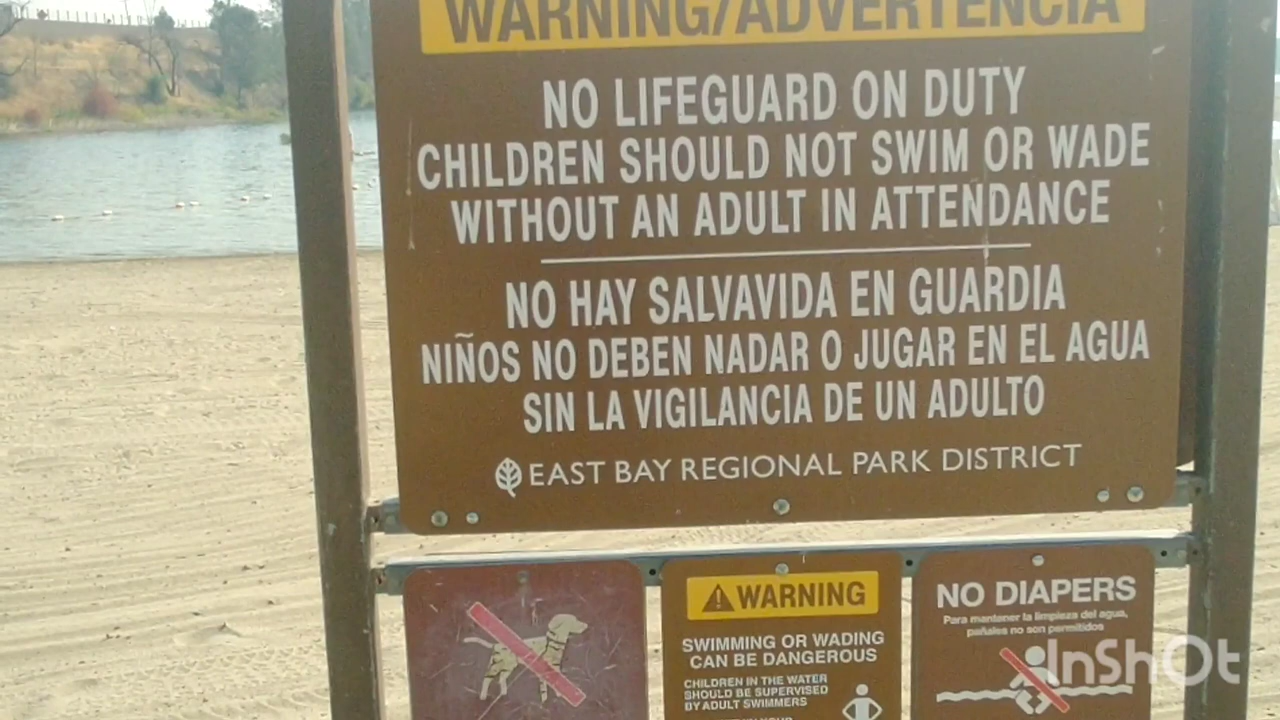 WARNING/ADVERTENCIA
NO LIFEGUARD ON DUTY
CHILDREN SHOULD NOT SWIM OR WADE
WITHOUT AN ADULT IN ATTENDANCE
NO HAY SALVAVIDA EN GUARDIA
NIÑOS NO DEBEN NADAR O JUGAR EN EL AGUA
SIN LA VIGILANCIA DE UN ADULTO
EAST BAY REGIONAL PARK DISTRICT
WARNING
SWIMMING OR WADING
CAN BE DANGEROUS
CHILDREN IN THE WATER
SHOULD BE SUPERVISED
BY ADULT SWIMMERS
NO DIAPERS
Para mantener la limpieza del agua,
pañales no son permitidos
InShOt